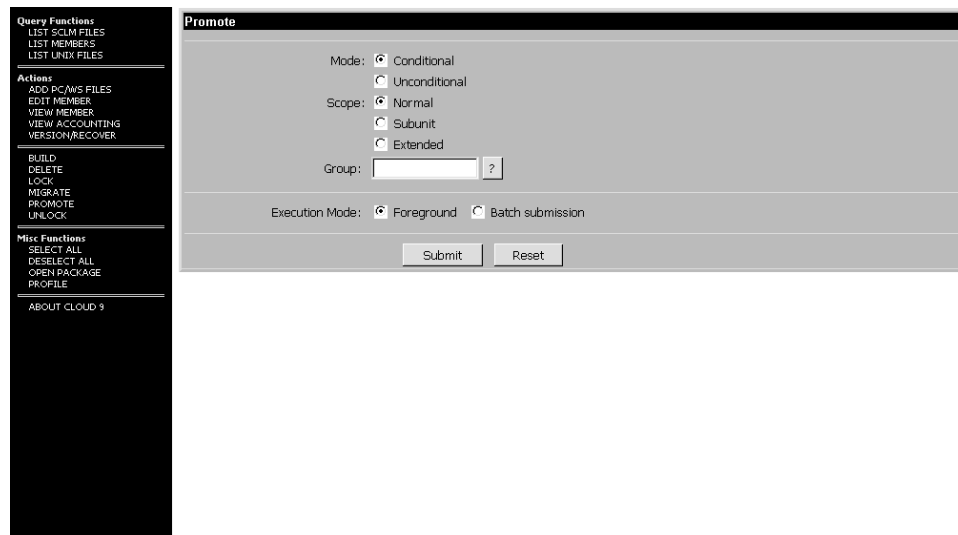 Query Functions
LIST SCLM FILES
LIST MEMBERS
LIST UNIX FILES
Actions
ADD PC/WS FILES
EDIT MEMBER
VIEW MEMBER
VIEW ACCOUNTING
VERSION/RECOVER
BUILD
DELETE
LOCK
MIGRATE
PROMOTE
UNLOCK
Misc Functions
SELECT ALL
DESELECT ALL
OPEN PACKAGE
PROFILE
ABOUT CLOUD 9
Promote
Mode: Conditional
Unconditional
Scope: Normal
Subunit
Extended
Group: ?
Execution Mode: Foreground Batch submission
Submit Reset